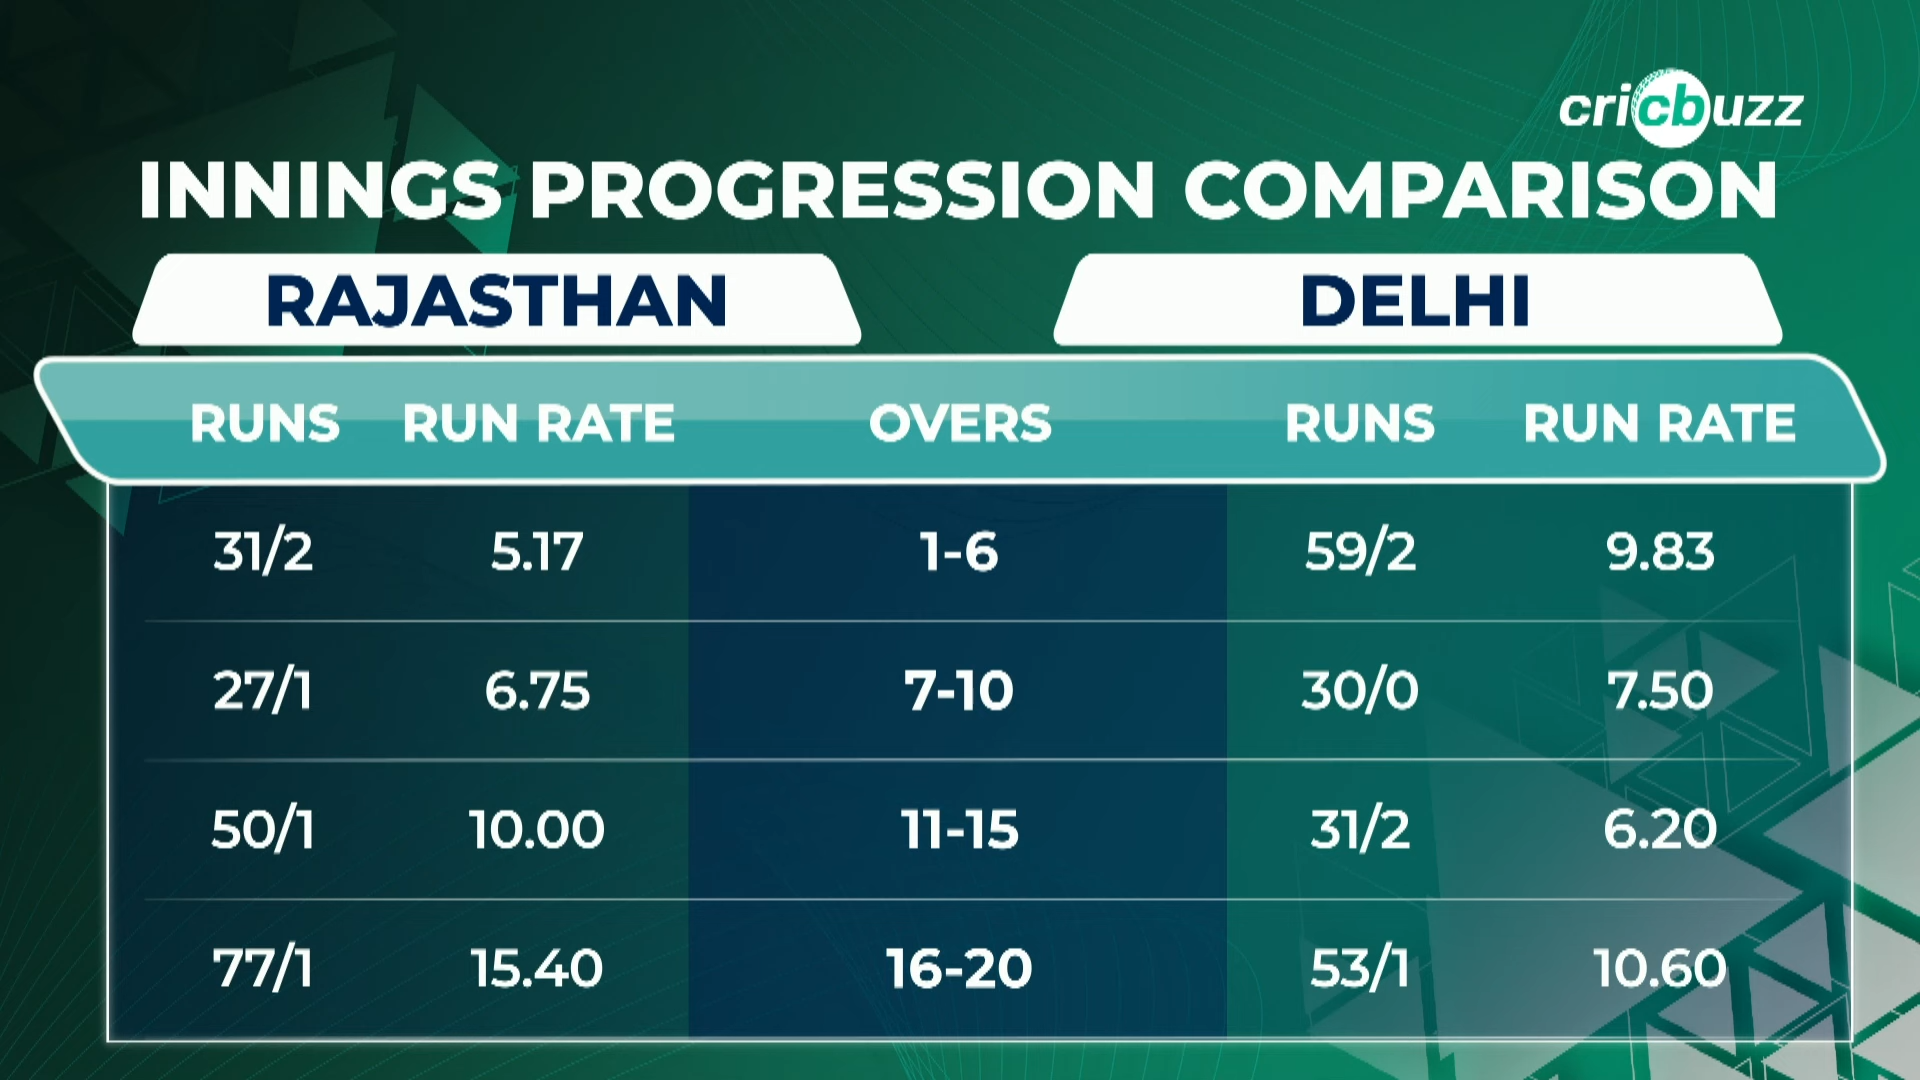 cricbuzz
INNINGS PROGRESSION COMPARISON
RAJASTHAN DELHI
RUNS RUN RATE OVERS RUNS RUN RATE
31/2 5.17 1-6 59/2 9.83
27/1 6.75 7-10 30/0 7.50
50/1 10.00 11-15 31/2 6.20
77/1 15.40 16-20 53/1 10.60